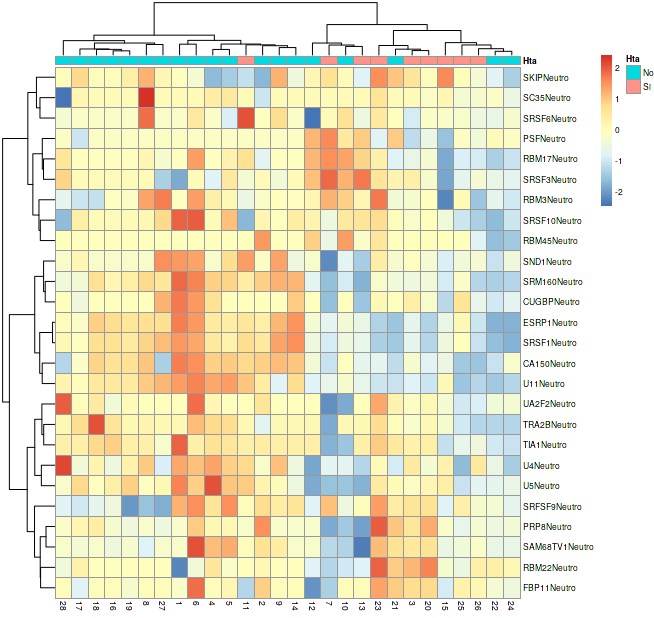 Hta
SKIPNeutro
SC35Neutro
SRSF6Neutro
PSFNeutro
RBM17Neutro
SRSF3Neutro
RBM3Neutro
SRSF10Neutro
RBM45Neutro
SND1Neutro
SRM160Neutro
CUGBPNeutro
ESRP1Neutro
SRSF1Neutro
CA150Neutro
U11Neutro
UA2F2Neutro
TRA2BNeutro
TIA1Neutro
U4Neutro
U5Neutro
SRFSF9Neutro
PRP8Neutro
SAM68TV1Neutro
RBM22Neutro
FBP11Neutro
28 17 18 16 19 8 27 1 6 4 5 11 2 9 14 12 7 10 13 23 21 3 20 15 25 26 22 24
2
1
0
-1
-2
Hta
No
SI